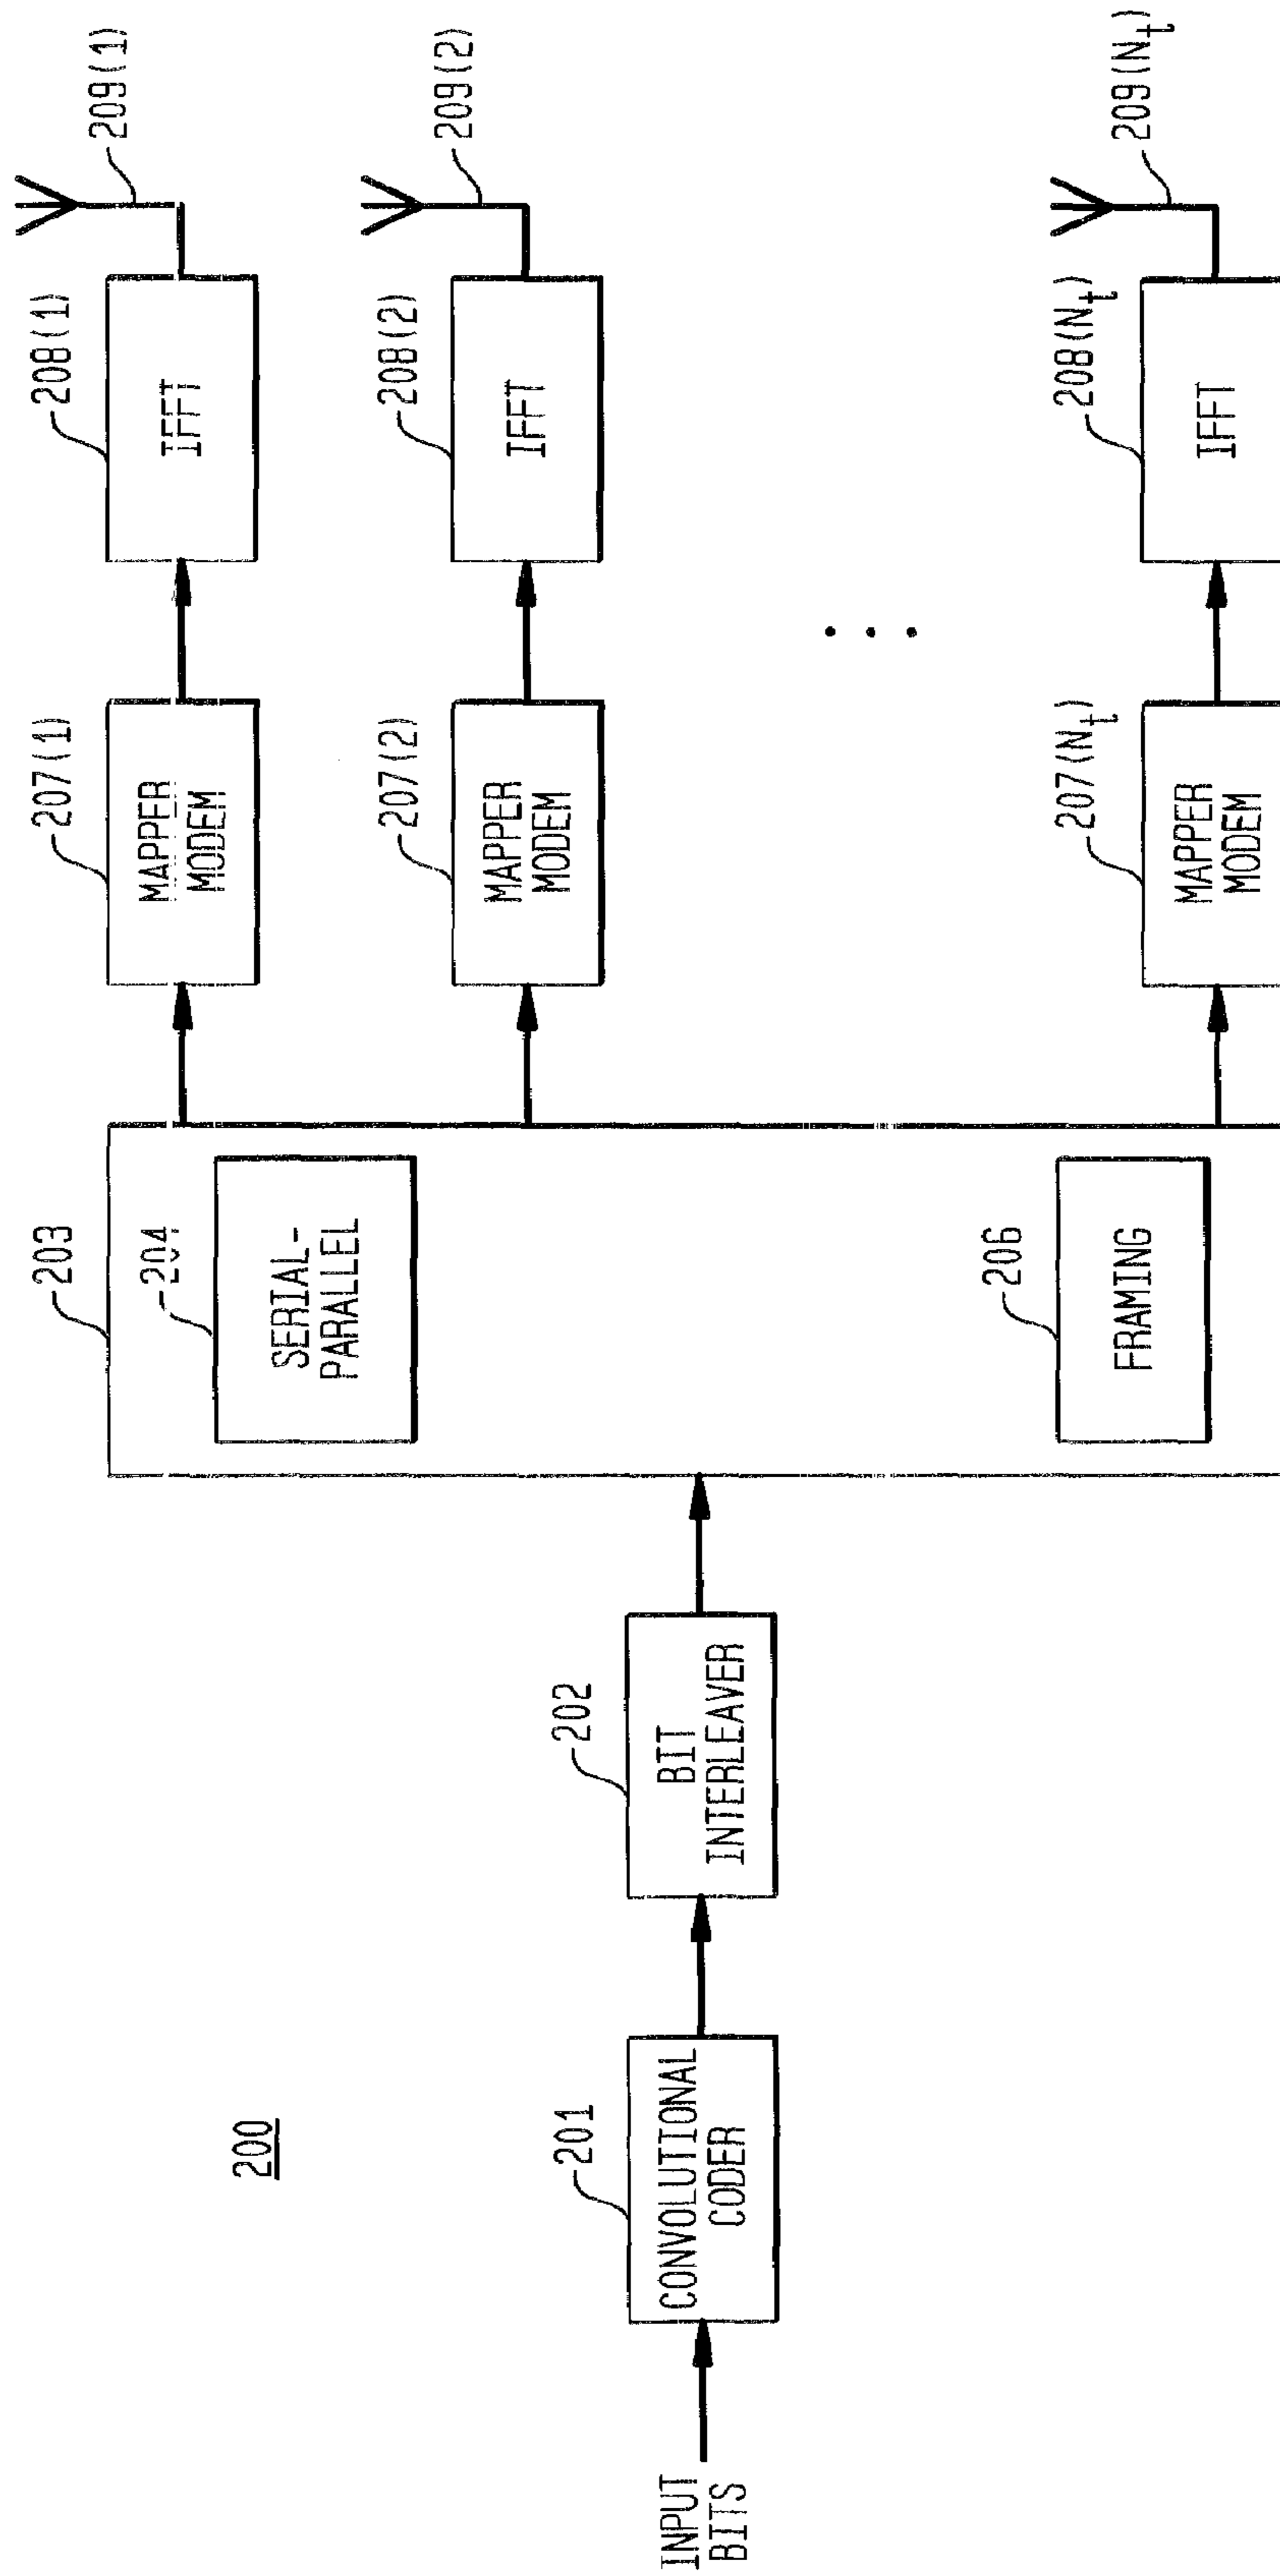 200
INPUT
BITS
201
CONVOLUTIONAL
CODER
202
BIT
INTERLEAVER
203
204
SERIAL-
PARALLEL
206
FRAMING
207(1)
MAPPER
MODEM
208(1)
IFFT
209(1)
207(2)
MAPPER
MODEM
208(2)
IFFT
209(2)
...
207(Nt)
MAPPER
MODEM
208(Nt)
IFFT
209(Nt)